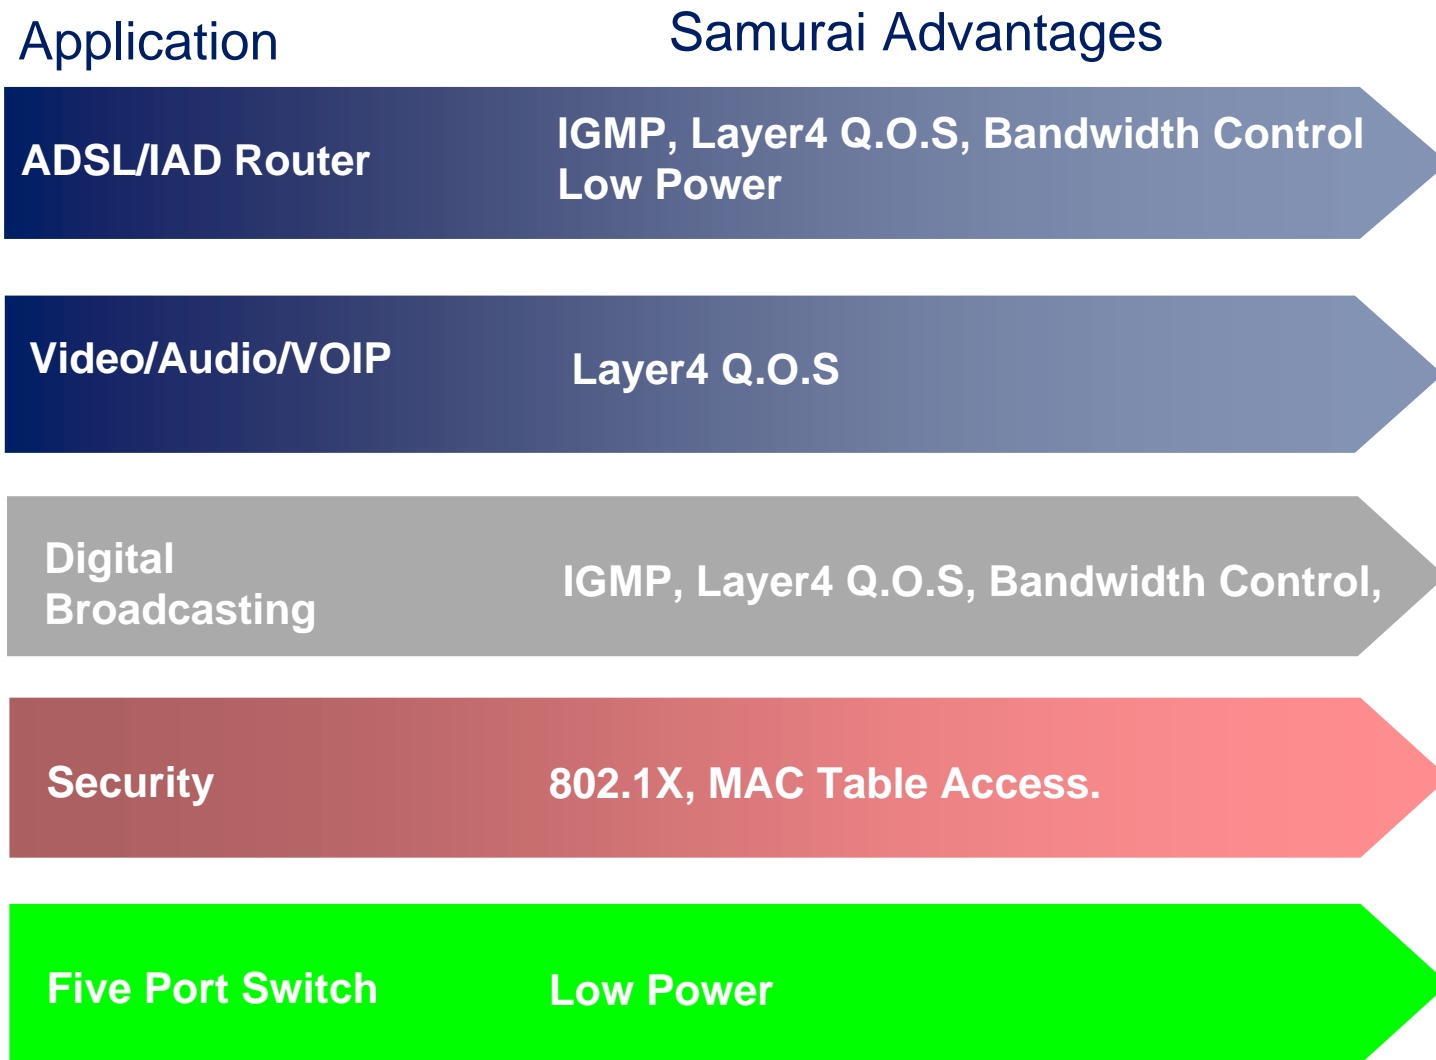 Application
Samurai Advantages
ADSL/IAD Router
IGMP, Layer4 Q.O.S, Bandwidth Control
Low Power
Video/Audio/VOIP
Layer4 Q.O.S
Digital
Broadcasting
IGMP, Layer4 Q.O.S, Bandwidth Control,
Security
802.1X, MAC Table Access.
Five Port Switch
Low Power